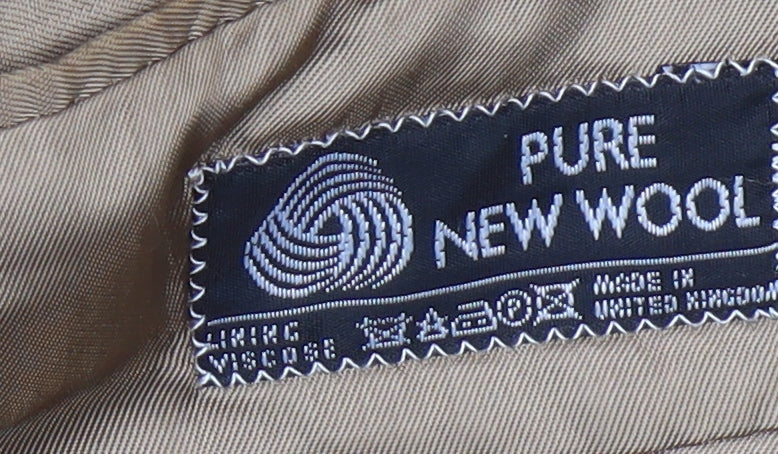 PURE
NEW WOOL
LINING
VISCOSE
P
MADE IN
UNITED KINGDOM